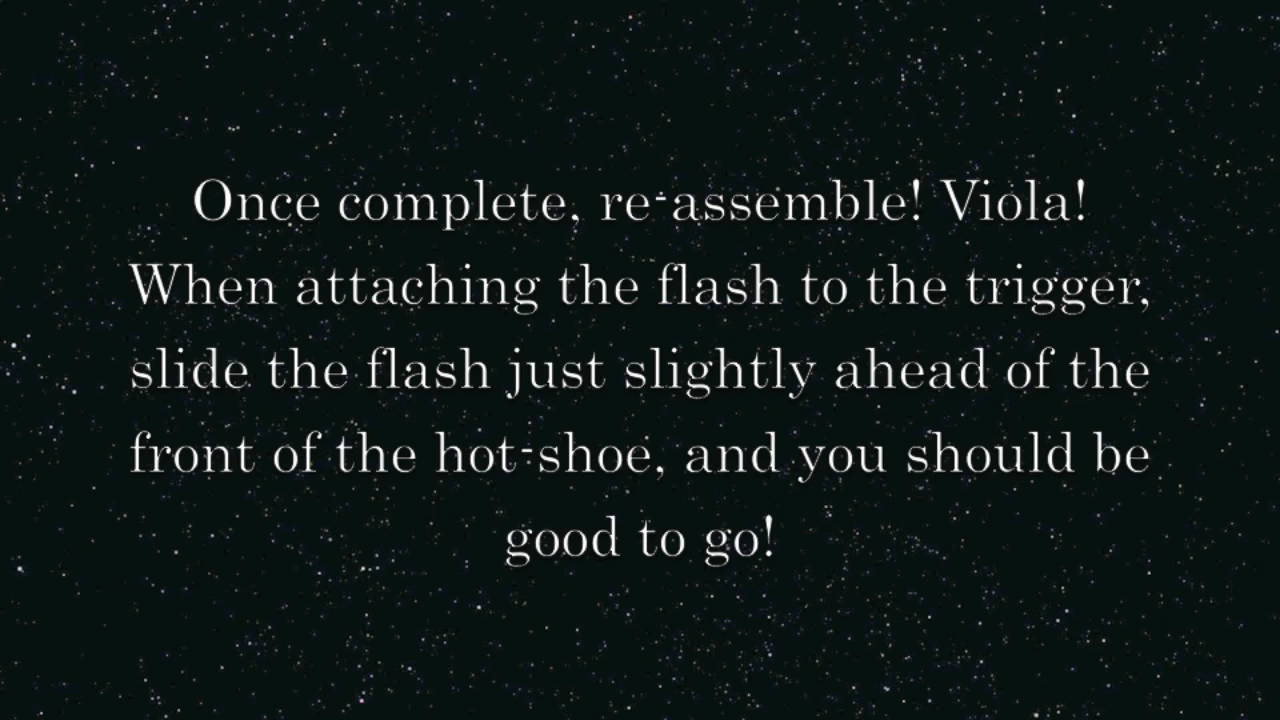 Once complete, re-assemble! Viola!
When attaching the flash to the trigger,
slide the flash just slightly ahead of the
front of the hot-shoe, and you should be
good to go!